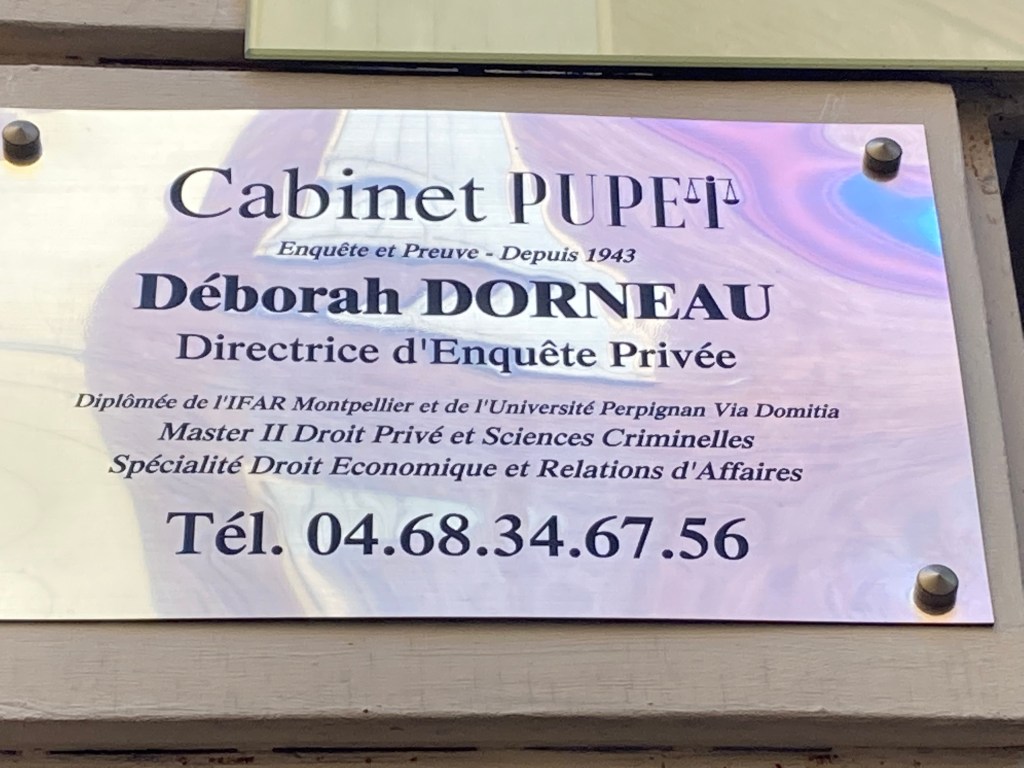 Cabinet PUPET
Enquête et Preuve - Depuis 1943
Déborah DORNEAU
Directrice d'Enquête Privée
Diplômée de l'IFAR Montpellier et de l'Université Perpignan Via Domitia
Master II Droit Privé et Sciences Criminelles
Spécialité Droit Economique et Relations d'Affaires
Tél. 04.68.34.67.56